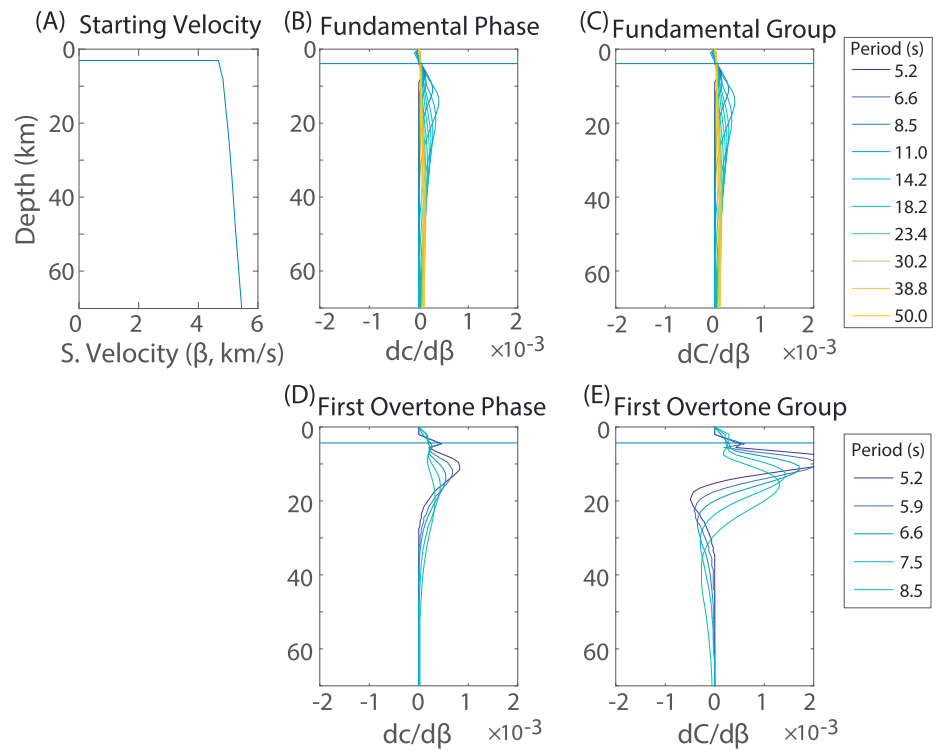 (A) Starting Velocity
0
20
40
60
Depth (km)
0 2 4 6
S. Velocity (β, km/s)
(B) Fundamental Phase
0
20
40
60
-2 -1 0 1 2
dc/dβ ×10-3
(C) Fundamental Group
0
20
40
60
-2 -1 0 1 2
dC/dβ ×10-3
Period (s)
5.2
6.6
8.5
11.0
14.2
18.2
23.4
30.2
38.8
50.0
(D) First Overtone Phase
0
20
40
60
-2 -1 0 1 2
dc/dβ ×10-3
(E) First Overtone Group
0
20
40
60
-2 -1 0 1 2
dC/dβ ×10-3
Period (s)
5.2
5.9
6.6
7.5
8.5